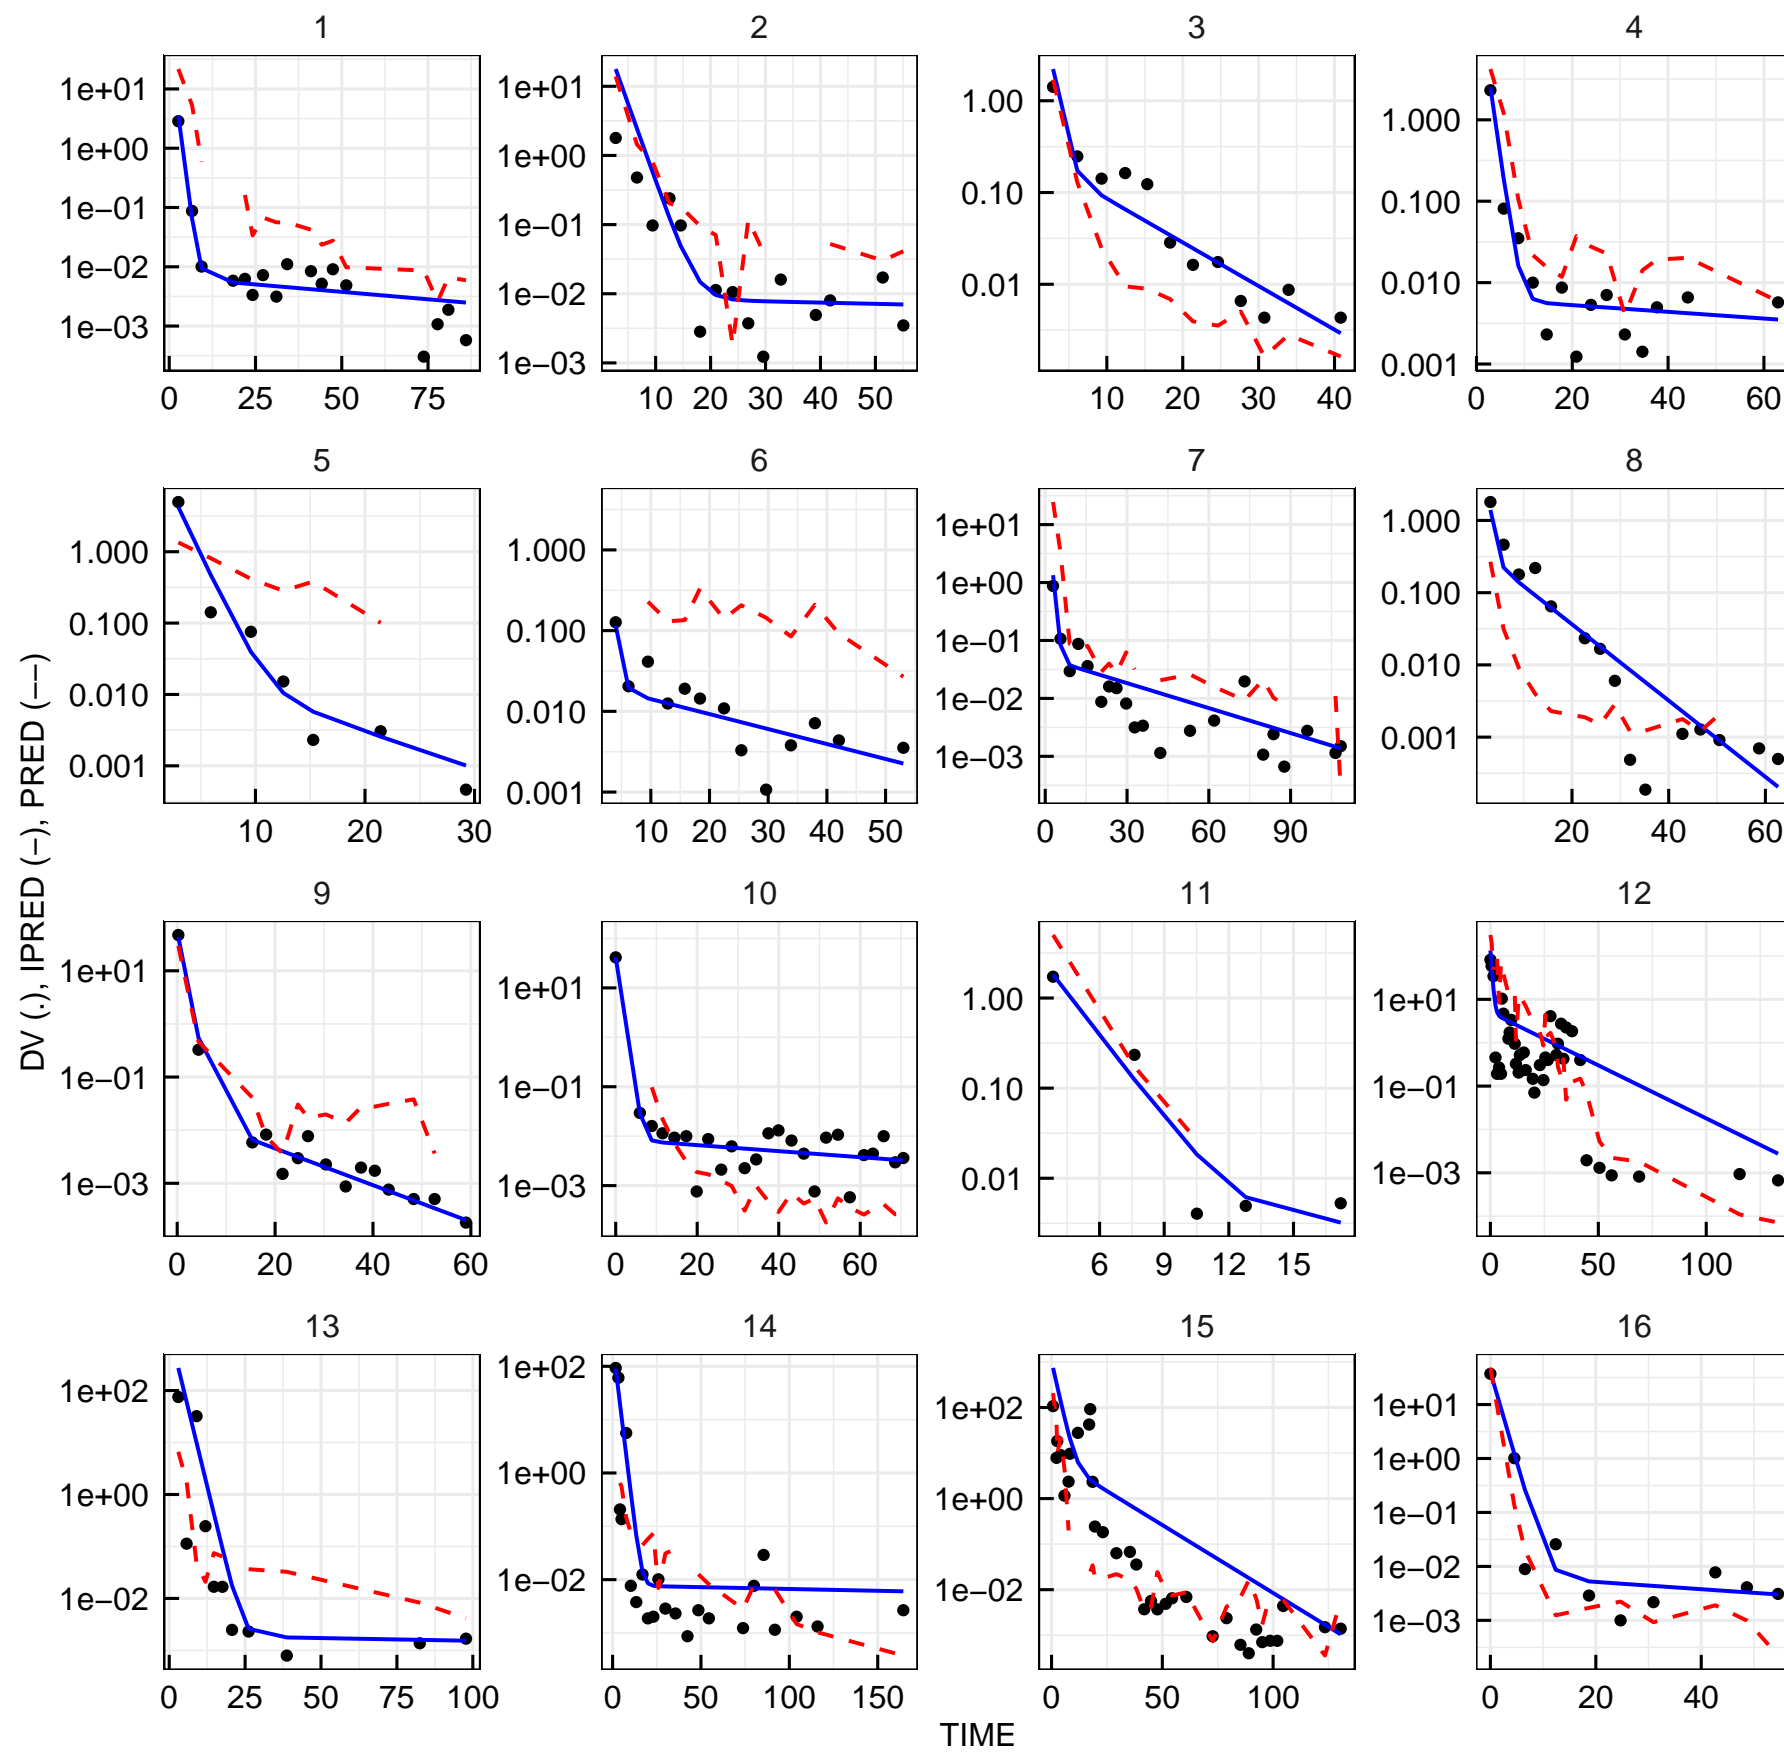 1 2 3 4
1e+01 1e+00 1e−01 1e−02 1e−03
1e+01 1e+00 1e−01 1e−02 1e−03
1.00 0.10 0.01
1.000 0.100 0.010 0.001
0 25 50 75
10 20 30 40 50
10 20 30 40
0 20 40 60
5 6 7 8
1.000 0.100 0.010 0.001
1.000 0.100 0.010 0.001
1e+01 1e+00 1e−01 1e−02 1e−03
1.000 0.100 0.010 0.001
10 20 30
10 20 30 40 50
0 30 60 90
20 40 60
DV (.), IPRED (−), PRED (−−)
9 10 11 12
1e+01 1e−01 1e−03
1e+01 1e−01 1e−03
1.00 0.10 0.01
1e+01 1e−01 1e−03
0 20 40 60
0 20 40 60
6 9 12 15
0 50 100
13 14 15 16
1e+02 1e+00 1e−02
1e+02 1e+00 1e−02
1e+02 1e+00 1e−02
1e+01 1e+00 1e−01 1e−02 1e−03
0 25 50 75 100
0 50 100 150
0 50 100
0 20 40
TIME